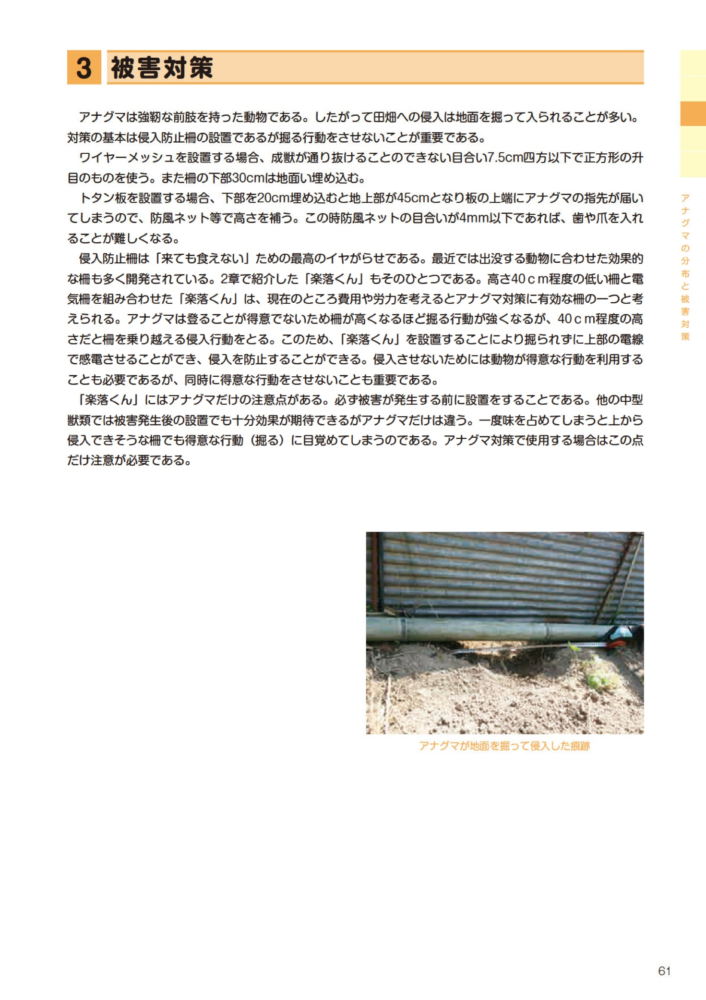 3 被害対策
アナグマは強靭な前肢を持った動物である。したがって田畑への侵入は地面を掘って入られることが多い。
対策の基本は侵入防止柵の設置であるが掘る行動をさせないことが重要である。
ワイヤーメッシュを設置する場合、成獣が通り抜けることのできない目合い7.5cm四方以下で正方形の升
目のものを使う。また柵の下部30cmは地面い埋め込む。
トタン板を設置する場合、下部を20cm埋め込むと地上部が45cmとなり板の上端にアナグマの指先が届い
てしまうので、防風ネット等で高さを補う。この時防風ネットの目合いが4mm以下であれば、歯や爪を入れ
ることが難しくなる。
侵入防止柵は「来ても食えない」ための最高のイヤがらせである。最近では出没する動物に合わせた効果的
な柵も多く開発されている。2章で紹介した「楽落くん」もそのひとつである。高さ40ｃｍ程度の低い柵と電
気柵を組み合わせた「楽落くん」は、現在のところ費用や労力を考えるとアナグマ対策に有効な柵の一つと考
えられる。アナグマは登ることが得意でないため柵が高くなるほど掘る行動が強くなるが、40ｃｍ程度の高
さだと柵を乗り越える侵入行動をとる。このため、「楽落くん」を設置することにより掘られずに上部の電線
で感電させることができ、侵入を防止することができる。侵入させないためには動物が得意な行動を利用する
ことも必要であるが、同時に得意な行動をさせないことも重要である。
「楽落くん」にはアナグマだけの注意点がある。必ず被害が発生する前に設置をすることである。他の中型
獣類では被害発生後の設置でも十分効果が期待できるがアナグマだけは違う。一度味を占めてしまうと上から
侵入できそうな柵でも得意な行動（掘る）に目覚めてしまうのである。アナグマ対策で使用する場合はこの点
だけ注意が必要である。
アナグマが地面を掘って侵入した痕跡
アナグマの分布と被害対策
61